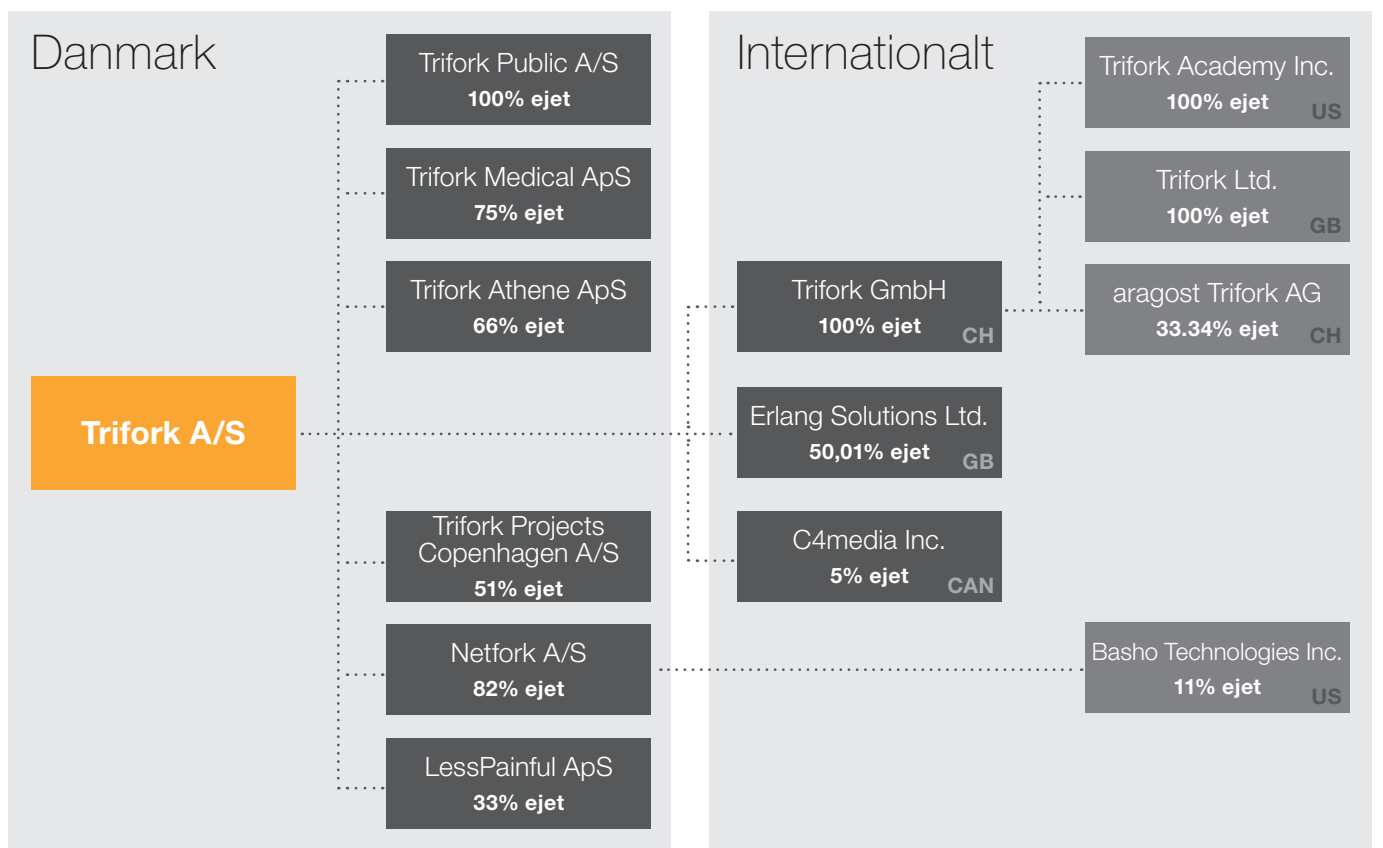 Danmark
Trifork Public A/S
100% ejet
Trifork Medical ApS
75% ejet
Trifork Athene ApS
66% ejet
Trifork A/S
Trifork Projects
Copenhagen A/S
51% ejet
Netfork A/S
82% ejet
LessPainful ApS
33% ejet
Internationalt
Trifork GmbH
100% ejet
CH
Erlang Solutions Ltd.
50,01% ejet
GB
C4media Inc.
5% ejet
CAN
Trifork Academy Inc.
100% ejet
US
Trifork Ltd.
100% ejet
GB
aragost Trifork AG
33.34% ejet
CH
Basho Technologies Inc.
11% ejet
US